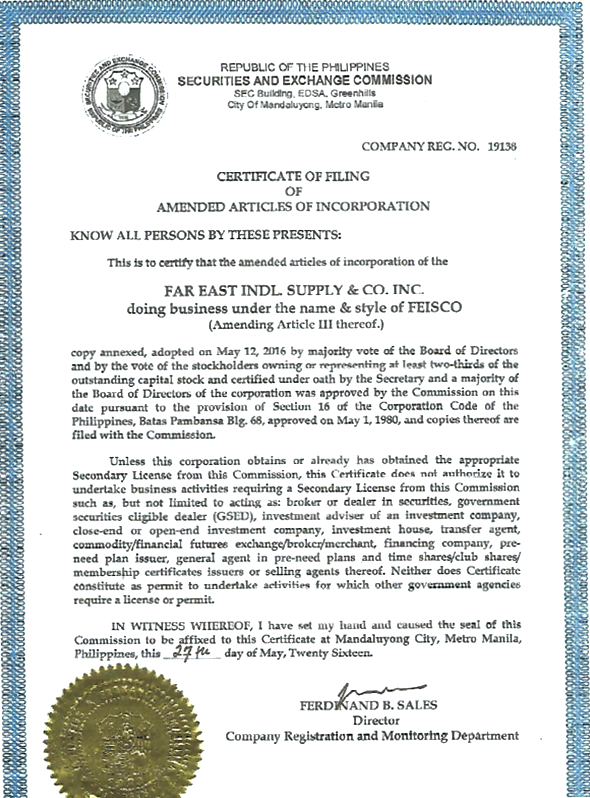 SECURITIES AND EXCHANGE COMMISSION
REPUBLIC OF THE PHILIPPINES
REPUBLIC OF THE PHILIPPINES
SECURITIES AND EXCHANGE COMMISSION
SEC Building, EDSA, Greenhills
City Of Mandaluyong, Metro Manila
COMPANY REG. NO. 19138
CERTIFICATE OF FILING
OF
AMENDED ARTICLES OF INCORPORATION
KNOW ALL PERSONS BY THESE PRESENTS:
This is to certify that the amended articles of incorporation of the
FAR EAST INDL. SUPPLY & CO. INC.
doing business under the name & style of FEISCO
(Amending Article III thereof.)
copy annexed, adopted on May 12, 2016 by majority vote of the Board of Directors
and by the vote of the stockholders owning or representing at least two-thirds of the
outstanding capital stock and certified under oath by the Secretary and a majority of
the Board of Directors of the corporation was approved by the Commission on this
date pursuant to the provision of Section 16 of the Corporation Code of the
Philippines, Batas Pambansa Blg. 68, approved on May 1, 1980, and copies thereof are
filed with the Commission.
Unless this corporation obtains or already has obtained the appropriate
Secondary License from this Commission, this Certificate does not authorize it to
undertake business activities requiring a Secondary License from this Commission
such as, but not limited to acting as: broker or dealer in securities, government
securities eligible dealer (GSED), investment adviser of an investment company,
close-end or open-end investment company, investment house, transfer agent,
commodity/financial futures exchange/broker/merchant, financing company, pre-
need plan issuer, general agent in pre-need plans and time shares/club shares/
membership certificates issuers or selling agents thereof. Neither does Certificate
constitute as permit to undertake activities for which other government agencies
require a license or permit.
IN WITNESS WHEREOF, I have set my hand and caused the seal of this
Commission to be affixed to this Certificate at Mandaluyong City, Metro Manila,
Philippines, this 27th day of May, Twenty Sixteen.
FERDINAND B. SALES
Director
Company Registration and Monitoring Department